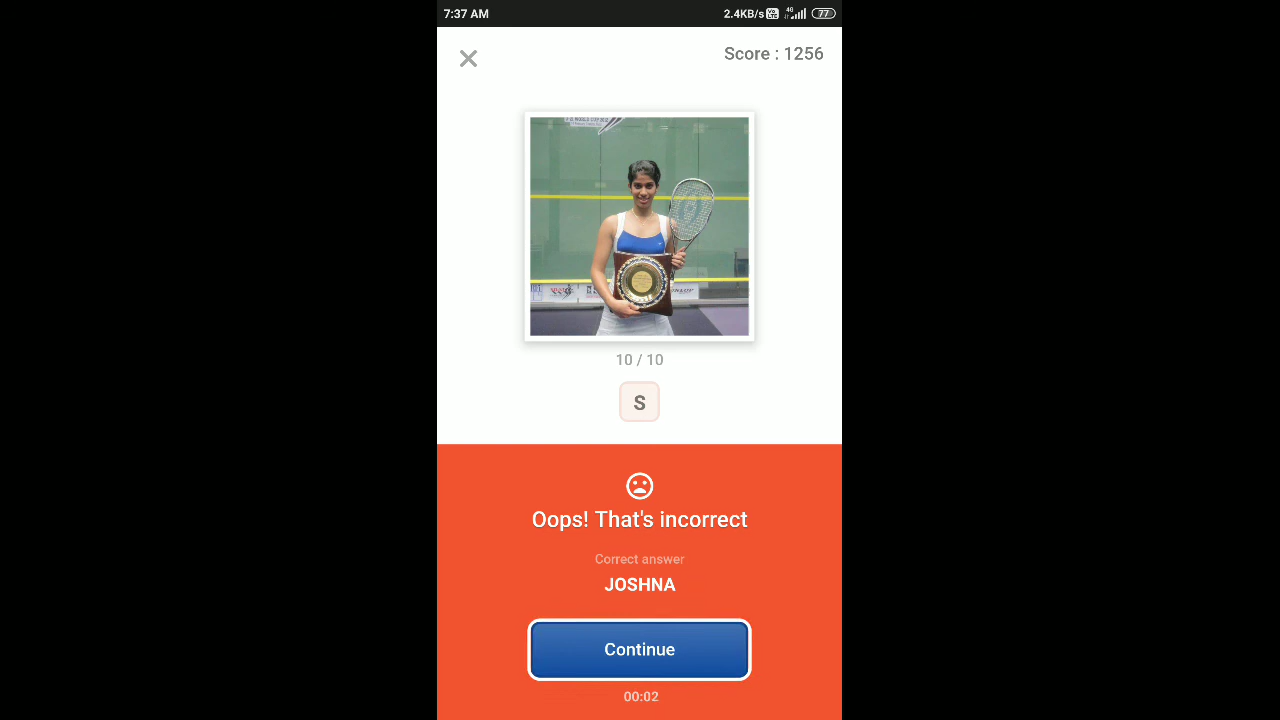 7:37 AM
2.4KB/s
4G
77
Score : 1256
10 / 10
S
Oops! That's incorrect
Correct answer
JOSHNA
Continue
00:02